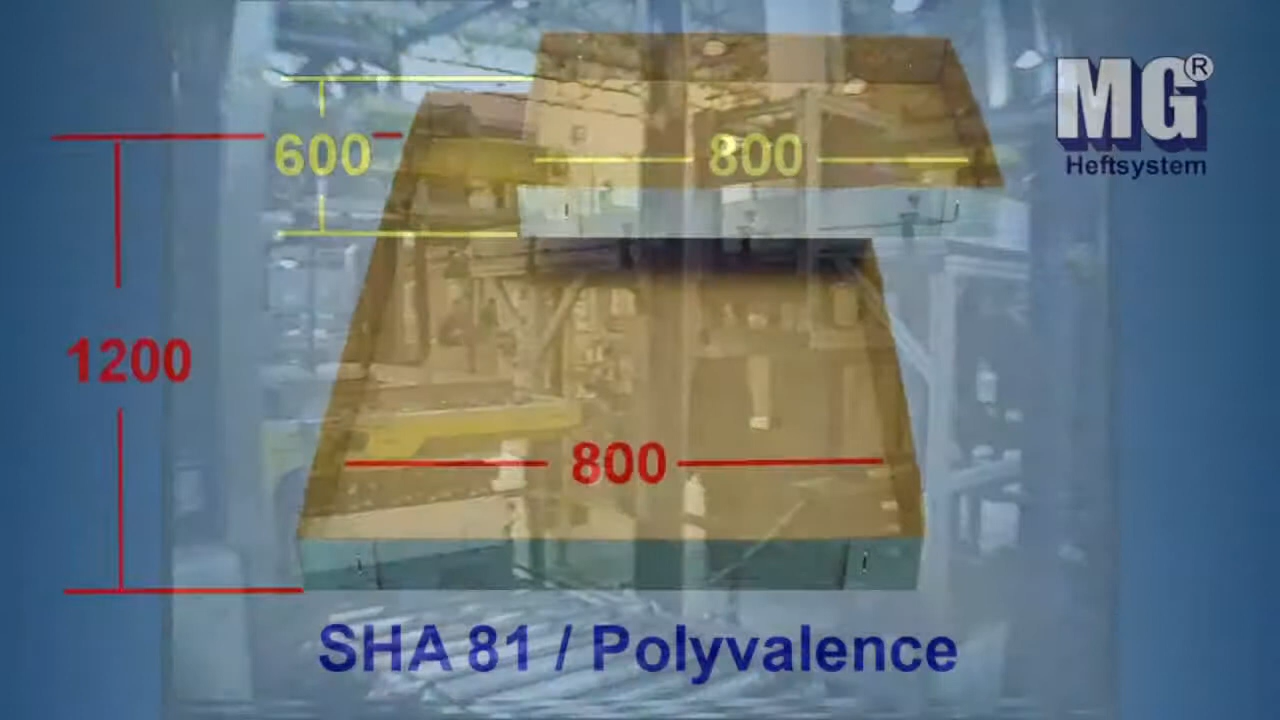 MG®
Heftsystem
600
800
1200
800
SHA 81 / Polyvalence